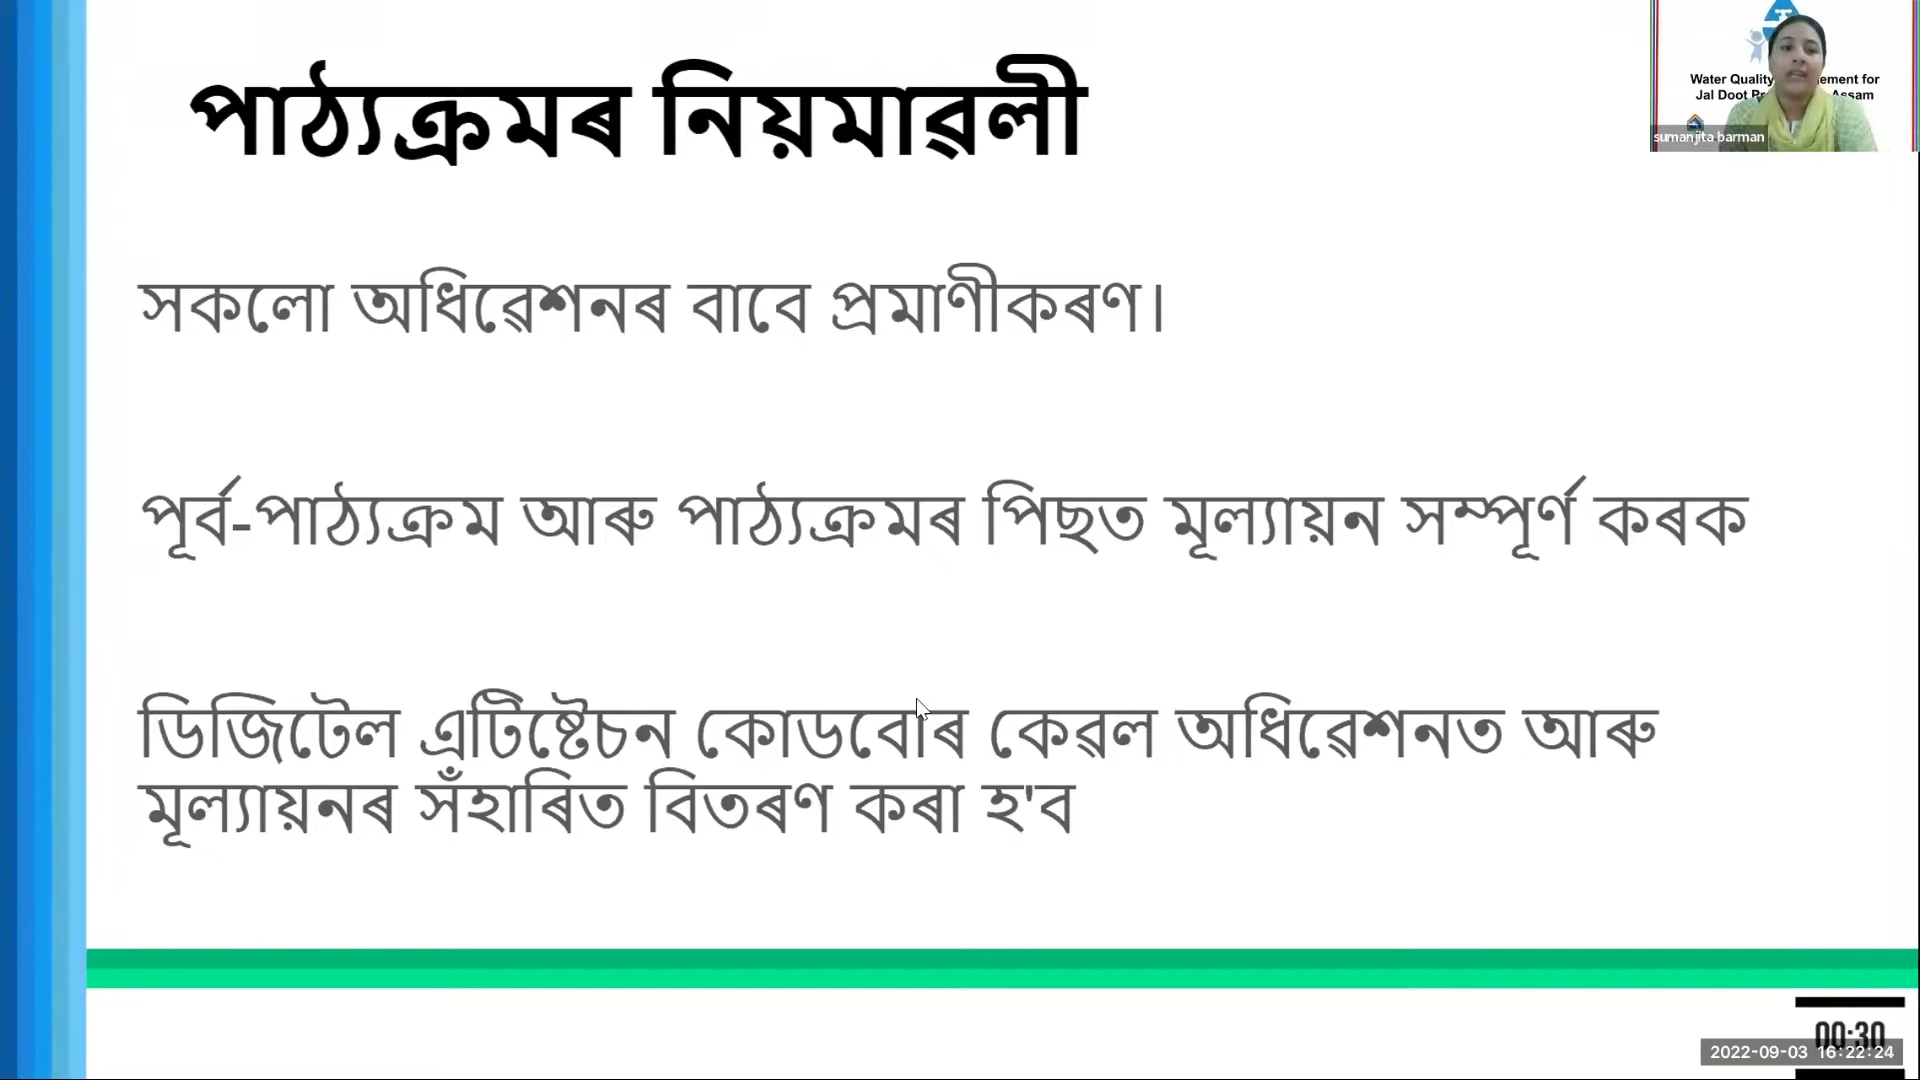 পাঠ্যক্ৰমৰ নিয়মাৱলী
Water Quality
ement for
Jal Doot
Assam
sumanjita barman
সকলো অধিৱেশনৰ বাবে প্ৰমাণীকৰণ।
পূৰ্ব-পাঠ্যক্ৰম আৰু পাঠ্যক্ৰমৰ পিছত মূল্যায়ন সম্পূৰ্ণ কৰক
ডিজিটেল এটিষ্টেচন কোডবোৰ কেৱল অধিৱেশনত আৰু
মূল্যায়নৰ সঁহাৰিত বিতৰণ কৰা হ'ব
00:30
2022-09-03 16:22:24